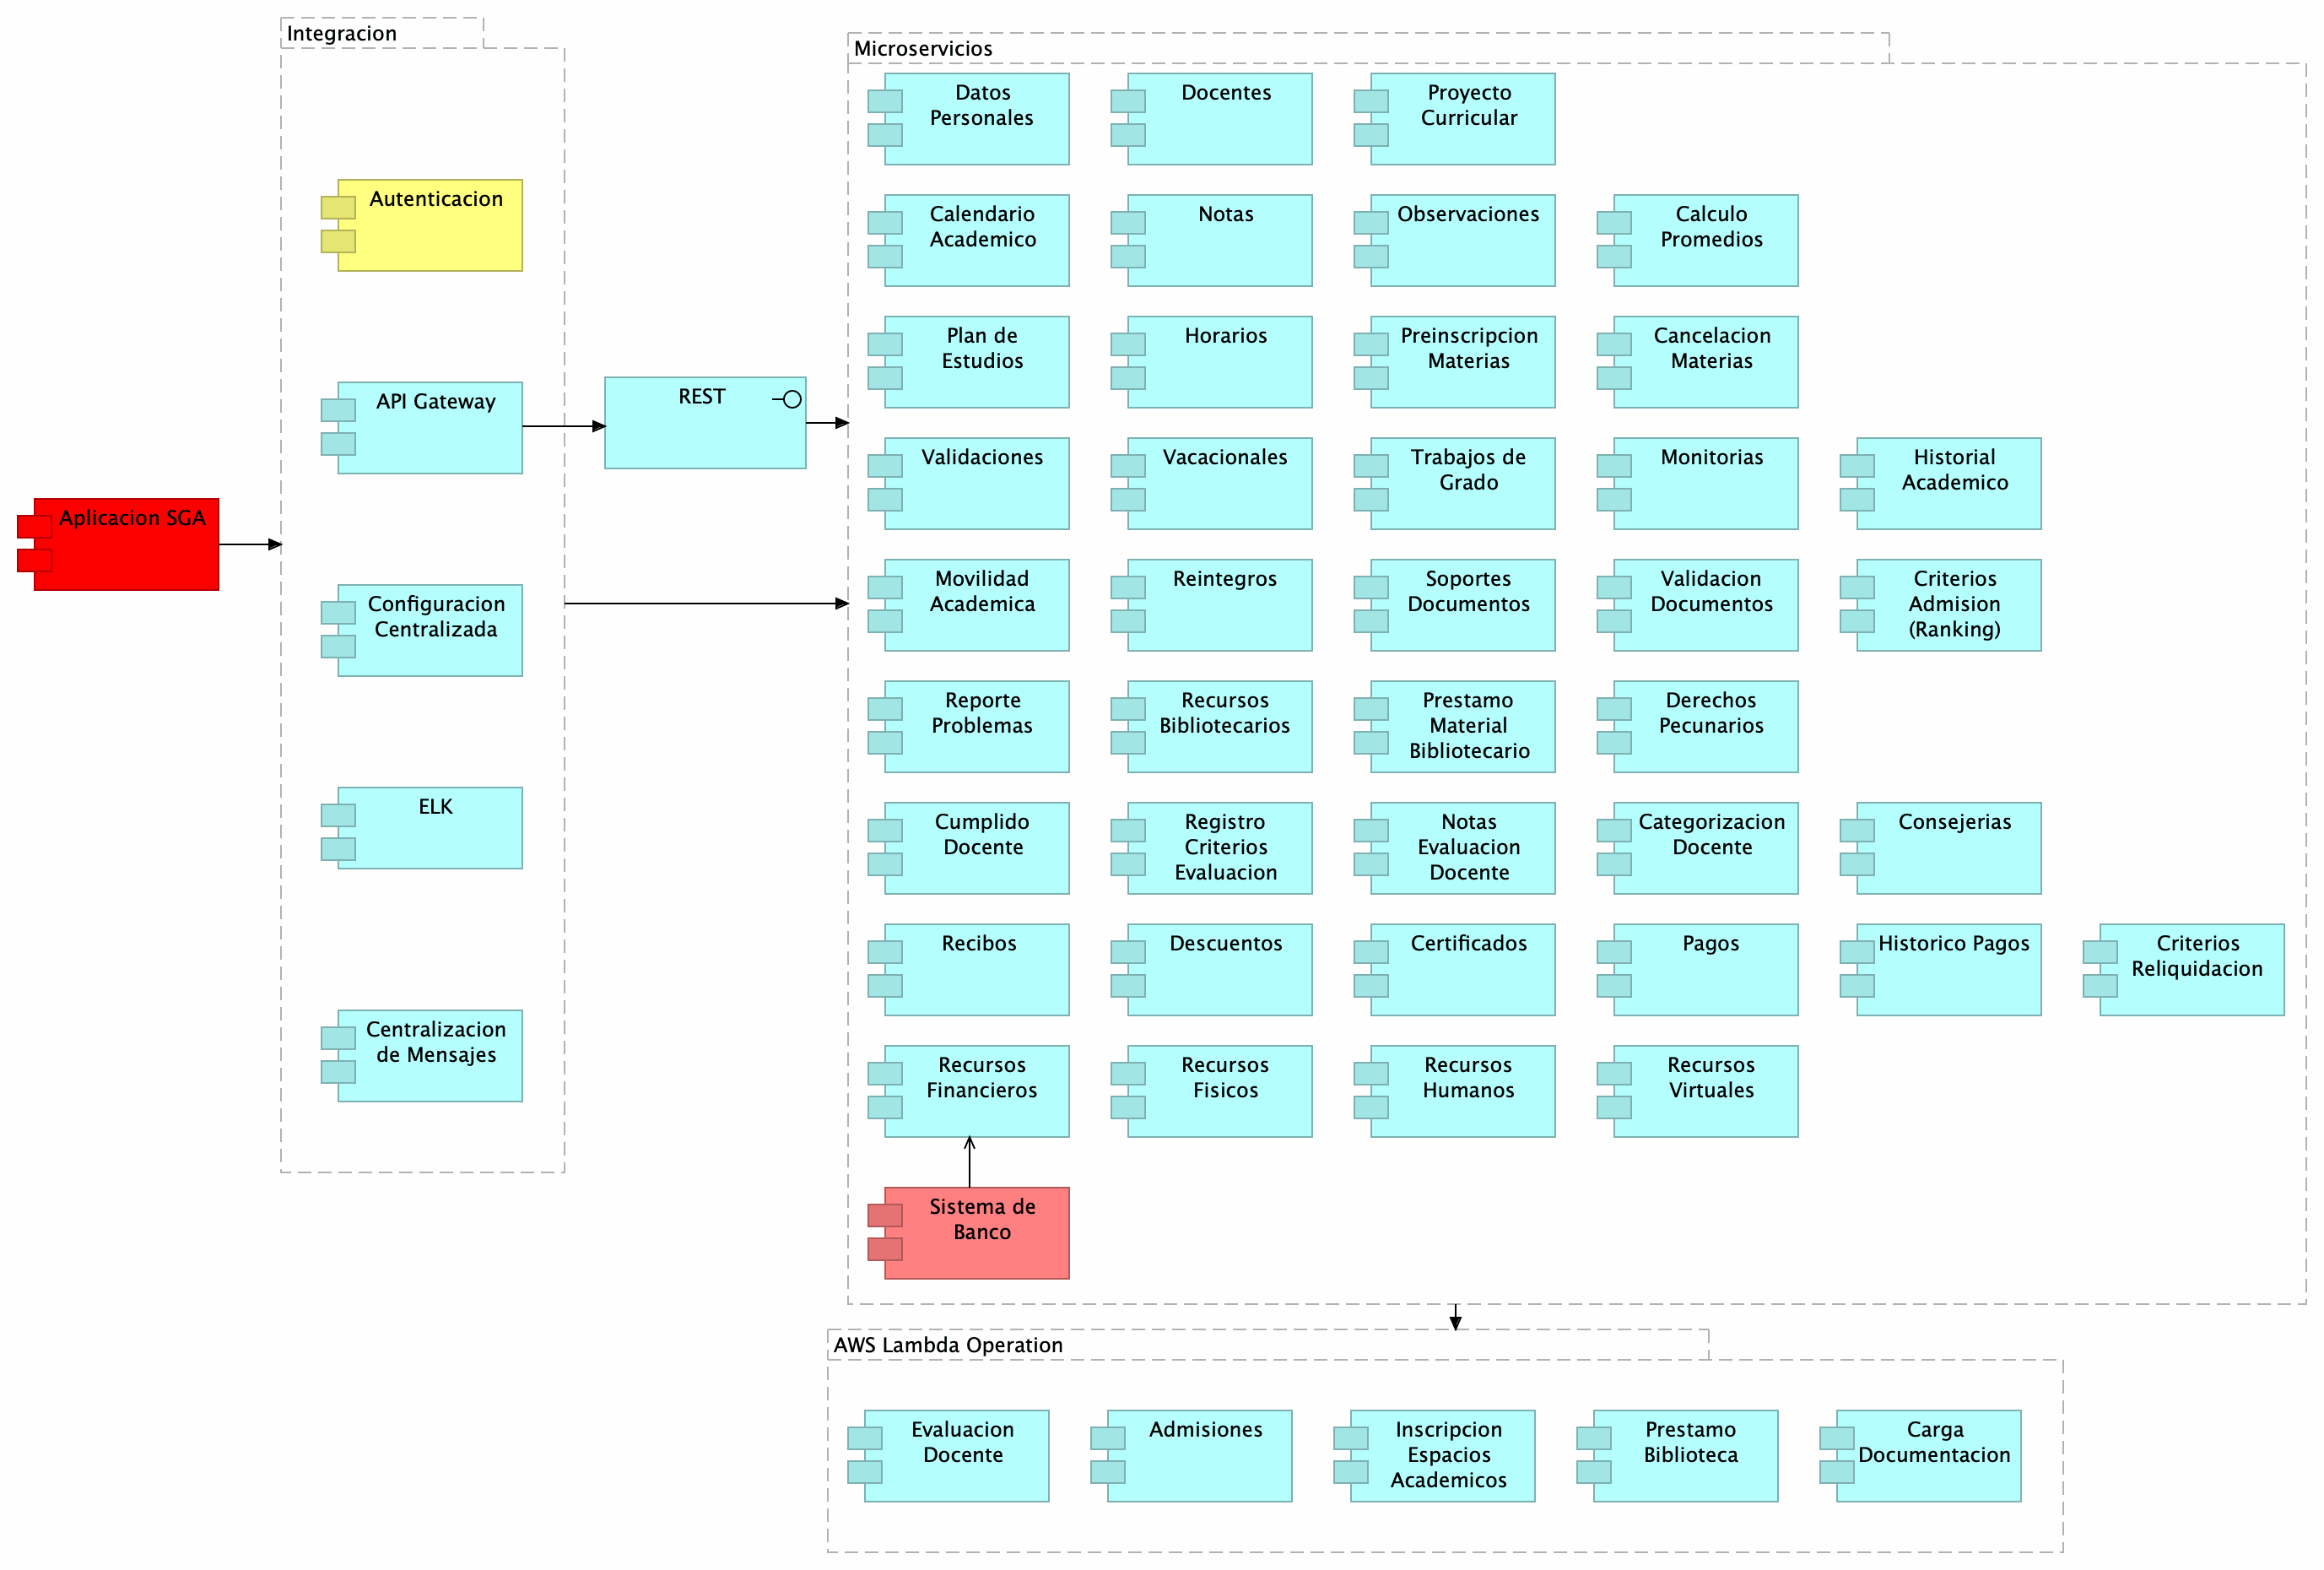 Integracion
Autenticacion
API Gateway
Configuracion
Centralizada
ELK
Centralizacion
de Mensajes
Aplicacion SGA
REST
Microservicios
Datos
Personales
Docentes
Proyecto
Curricular
Calendario
Academico
Notas
Observaciones
Calculo
Promedios
Plan de
Estudios
Horarios
Preinscripcion
Materias
Cancelacion
Materias
Validaciones
Vacacionales
Trabajos de
Grado
Monitorias
Historial
Academico
Movilidad
Academica
Reintegros
Soportes
Documentos
Validacion
Documentos
Criterios
Admision
(Ranking)
Reporte
Problemas
Recursos
Bibliotecarios
Prestamo
Material
Bibliotecario
Derechos
Pecunarios
Cumplido
Docente
Registro
Criterios
Evaluacion
Notas
Evaluacion
Docente
Categorizacion
Docente
Consejerias
Recibos
Descuentos
Certificados
Pagos
Historico Pagos
Criterios
Reliquidacion
Recursos
Financieros
Recursos
Fisicos
Recursos
Humanos
Recursos
Virtuales
Sistema de
Banco
AWS Lambda Operation
Evaluacion
Docente
Admisiones
Inscripcion
Espacios
Academicos
Prestamo
Biblioteca
Carga
Documentacion